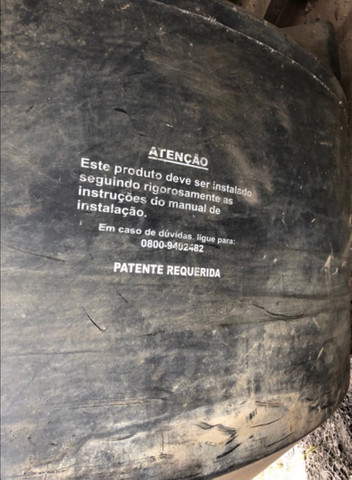 ATENÇÃO
Este produto deve ser instalado
seguindo rigorosamente as
instruções do manual de
instalação.
Em caso de dúvidas, ligue para:
0800-9402482
PATENTE REQUERIDA